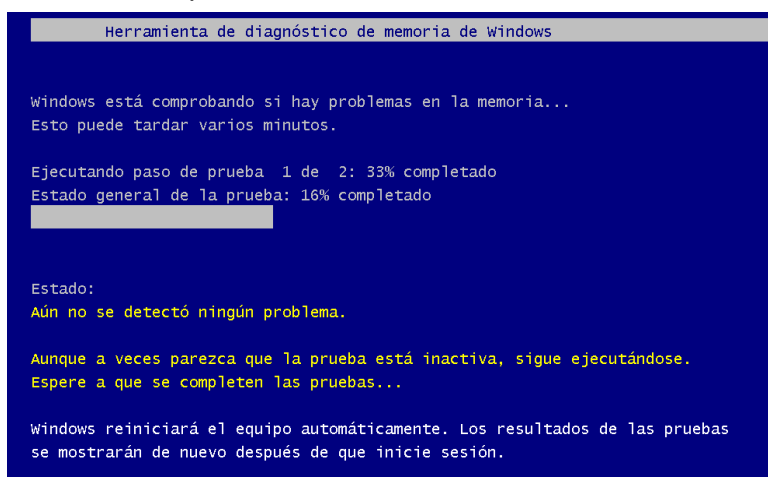 Herramienta de diagnóstico de memoria de Windows
Windows está comprobando si hay problemas en la memoria...
Esto puede tardar varios minutos.
Ejecutando paso de prueba  1 de  2: 33% completado
Estado general de la prueba: 16% completado
Estado:
Aún no se detectó ningún problema.
Aunque a veces parezca que la prueba está inactiva, sigue ejecutándose.
Espere a que se completen las pruebas...
Windows reiniciará el equipo automáticamente. Los resultados de las pruebas
se mostrarán de nuevo después de que inicie sesión.